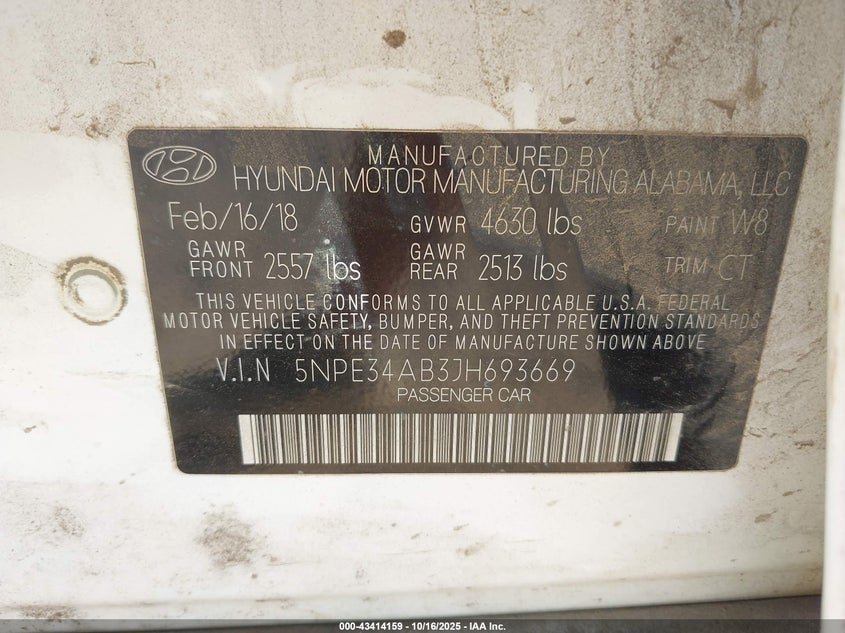 MANUFACTURED BY
HYUNDAI MOTOR MANUFACTURING ALABAMA, LLC
Feb/16/18 GVWR 4630 lbs PAINT W8
GAWR FRONT 2557 lbs GAWR REAR 2513 lbs TRIM CT
THIS VEHICLE CONFORMS TO ALL APPLICABLE U.S.A. FEDERAL
MOTOR VEHICLE SAFETY, BUMPER, AND THEFT PREVENTION STANDARDS
IN EFFECT ON THE DATE OF MANUFACTURE SHOWN ABOVE
V.I.N 5NPE34AB3JH693669
PASSENGER CAR
000-43414159 - 10/16/2025 - IAA Inc.